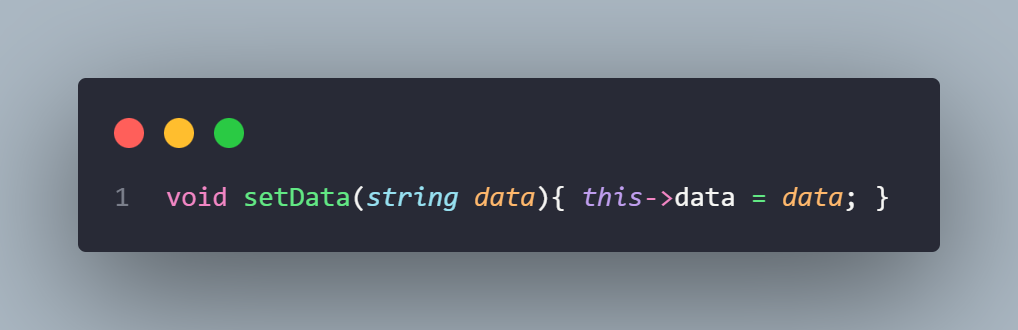 1 void setData(string data){ this->data = data; }